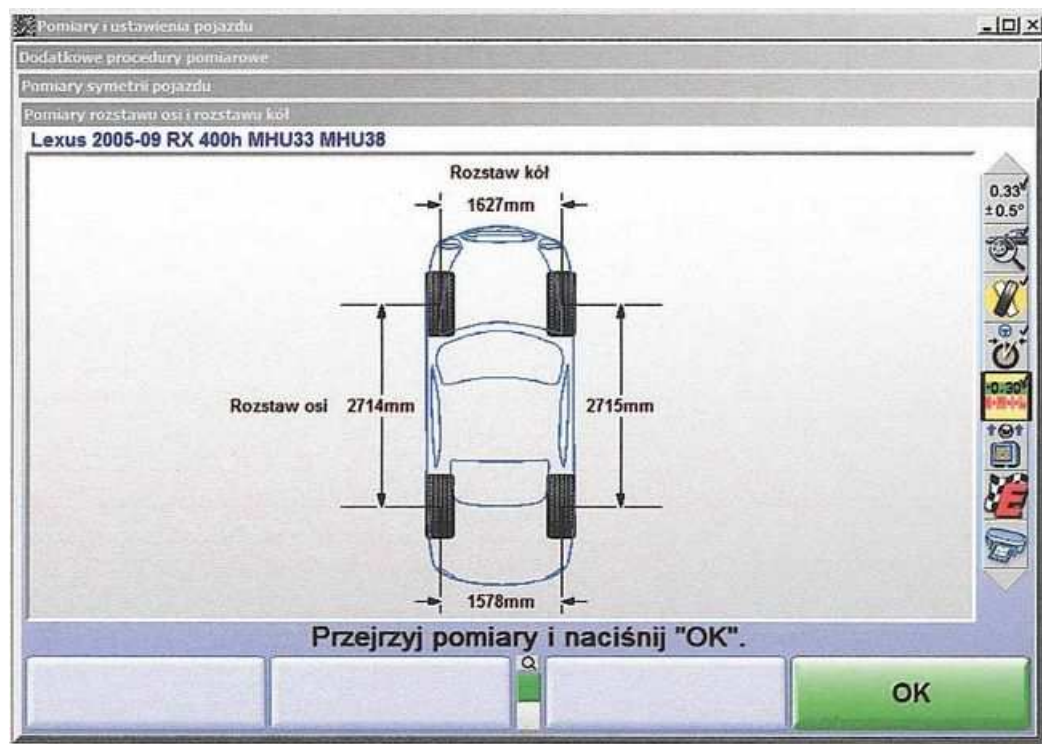 Pomiary i ustawienia pojazdu
Dodatkowe procedury pomiarowe
Pomiary symetrii pojazdu
Pomiary rozstawu osi i rozstawu kół
Lexus 2005-09 RX 400h MHU33 MHU38
Rozstaw kół
1627mm
0.33
±0.5°
Rozstaw osi 2714mm 2715mm
E
1578mm
Przejrzyj pomiary i naciśnij "OK".
OK